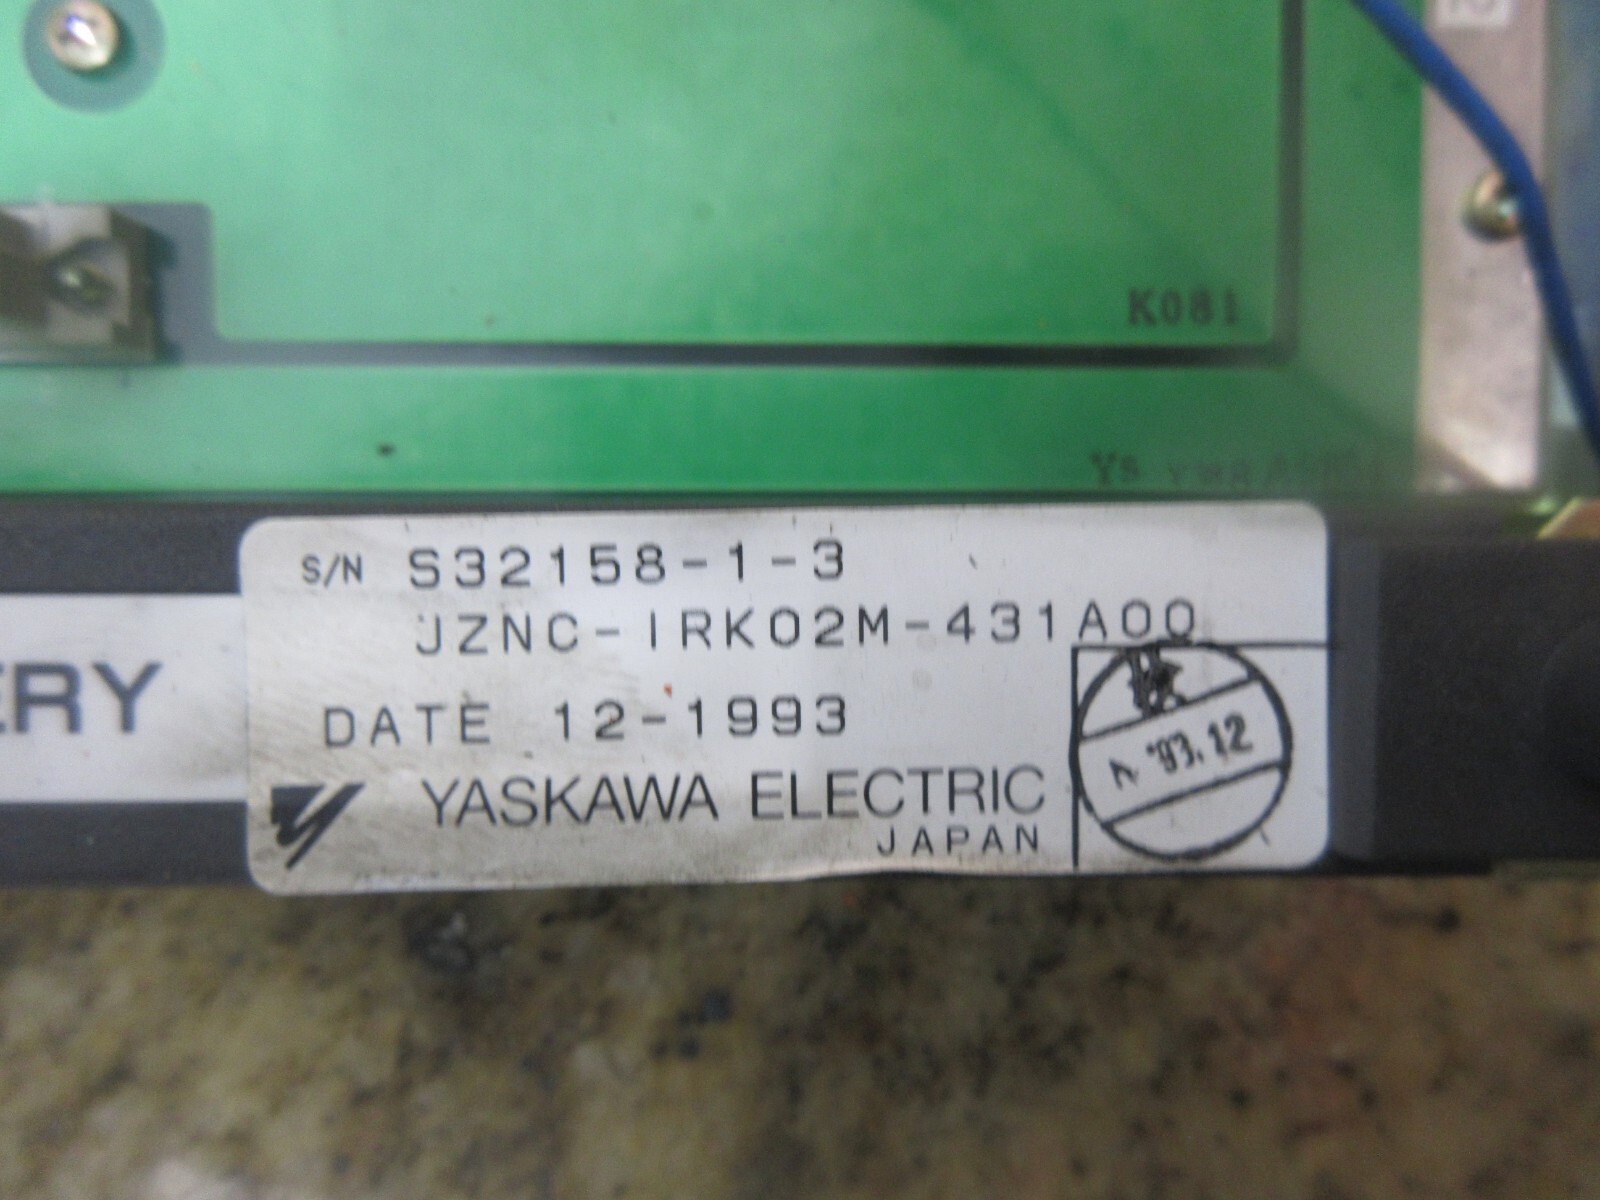 K081
S/N S32158-1-3
JZNC-IRK02M-431A00
ERY
DATE 12-1993
'93.12
YASKAWA ELECTRIC
JAPAN